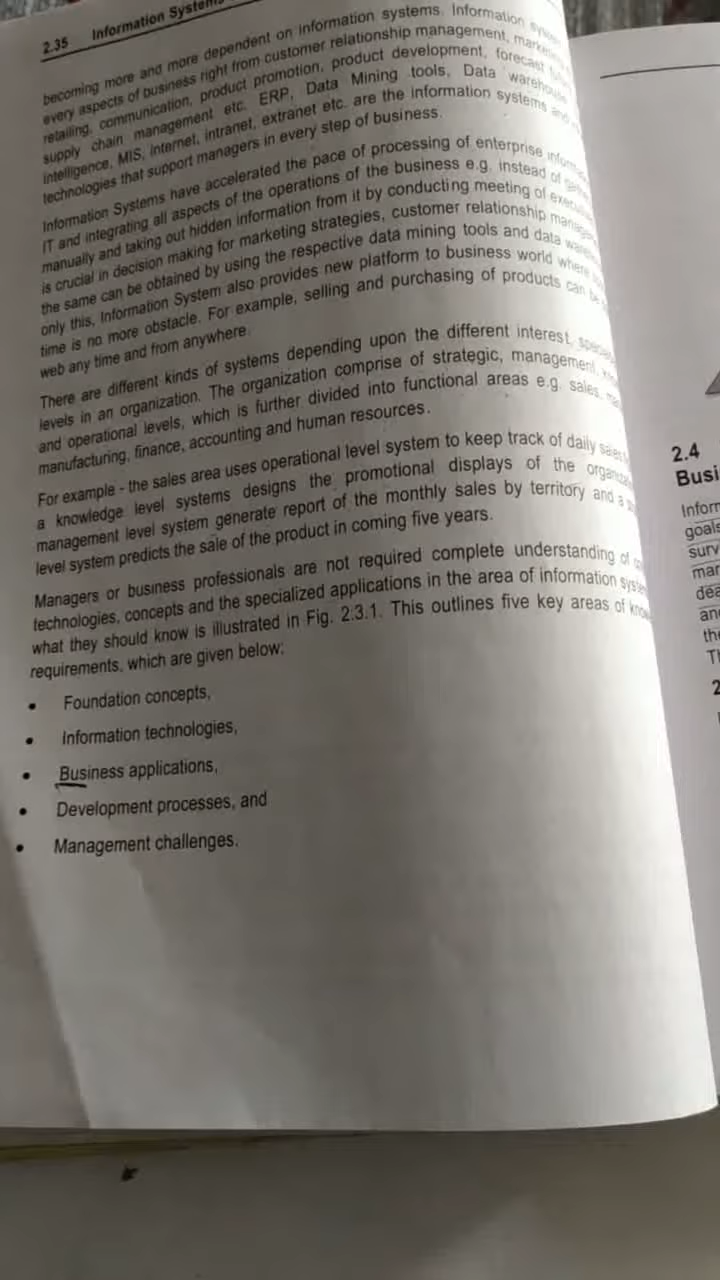 2.35 Information Systems
becoming more and more dependent on information systems. Information
every aspects of business right from customer relationship management,
retailing, communication, product promotion, product development, forecast
supply chain management etc. ERP, Data Mining tools, Data
intelligence, MIS, internet, intranet, extranet etc. are the information systems and
technologies that support managers in every step of business.
Information Systems have accelerated the pace of processing of enterprise
IT and integrating all aspects of the operations of the business e.g. instead of
manually and taking out hidden information from it by conducting meeting of
is crucial in decision making for marketing strategies, customer relationship
the same can be obtained by using the respective data mining tools and data
only this, Information System also provides new platform to business world where
time is no more obstacle. For example, selling and purchasing of products can be
web any time and from anywhere.
There are different kinds of systems depending upon the different interest,
levels in an organization. The organization comprise of strategic, management,
and operational levels, which is further divided into functional areas e.g. sales,
manufacturing, finance, accounting and human resources.
For example - the sales area uses operational level system to keep track of daily sales
a knowledge level systems designs the promotional displays of the
management level system generate report of the monthly sales by territory and a
level system predicts the sale of the product in coming five years.
Managers or business professionals are not required complete understanding of
technologies, concepts and the specialized applications in the area of information
what they should know is illustrated in Fig. 2.3.1. This outlines five key areas of
requirements, which are given below:
• Foundation concepts,
• Information technologies,
• Business applications,
• Development processes, and
• Management challenges.
2.4
Busi
Inform
goals
surv
mar
dea
an
the